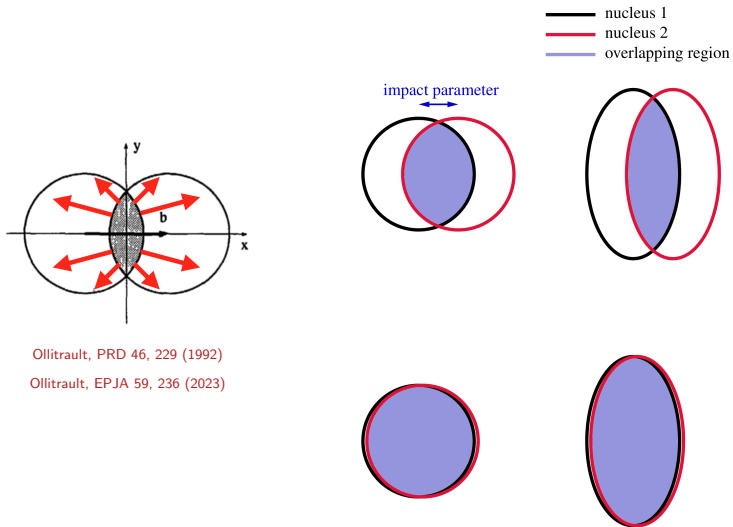 nucleus 1
nucleus 2
overlapping region
impact parameter
y
b
x
Ollitrault, PRD 46, 229 (1992)
Ollitrault, EPJA 59, 236 (2023)